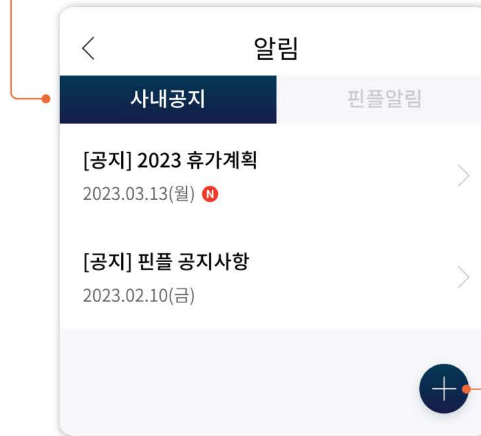 알림
사내공지
핀플알림
[공지] 2023 휴가계획
2023.03.13(월) N
[공지] 핀플 공지사항
2023.02.10(금)